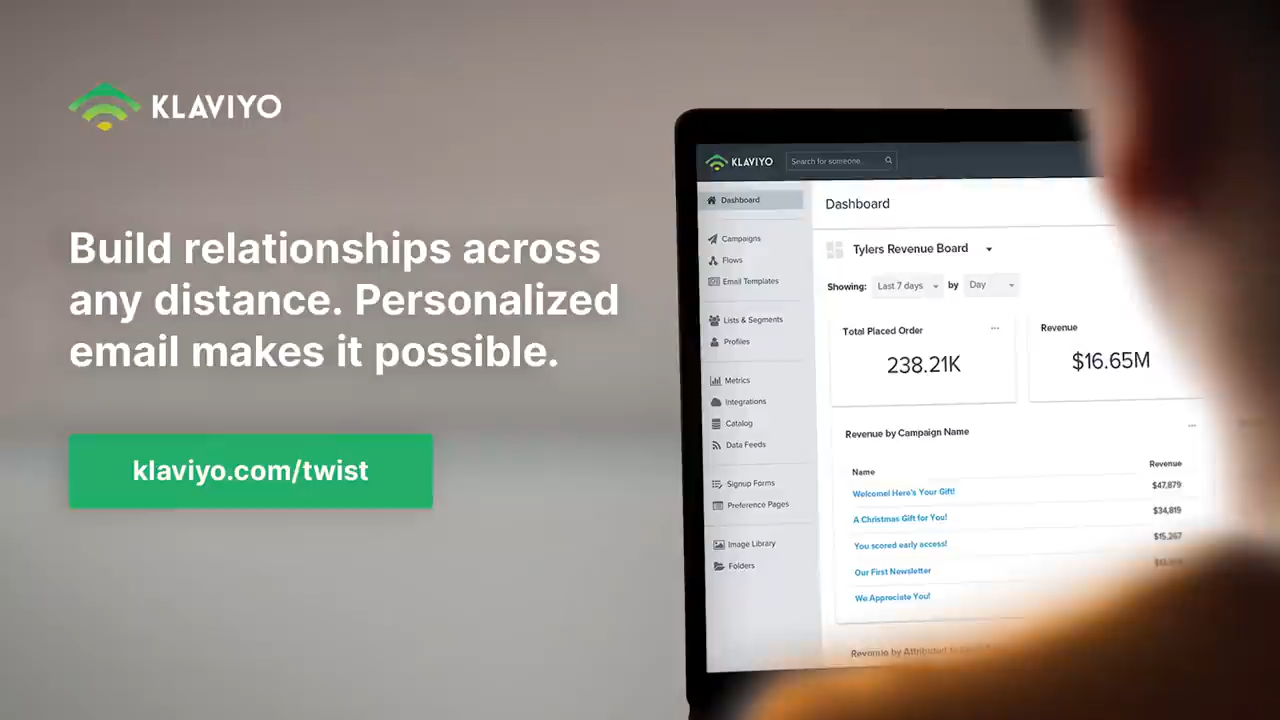 KLAVIYO
Build relationships across
any distance. Personalized
email makes it possible.
klaviyo.com/twist
KLAVIYO
Search for someone...
Dashboard
Campaigns
Flows
Email Templates
Lists & Segments
Profiles
Metrics
Integrations
Catalog
Data Feeds
Signup Forms
Preference Pages
Image Library
Folders
Dashboard
Tylers Revenue Board
Showing: Last 7 days by Day
Total Placed Order
238.21K
Revenue
$16.65M
Revenue by Campaign Name
Name Revenue
Welcome! Here's Your Gift! $47,879
A Christmas Gift for You! $34,819
You scored early access! $15,267
Our First Newsletter
We Appreciate You!
Revenue by Attributed